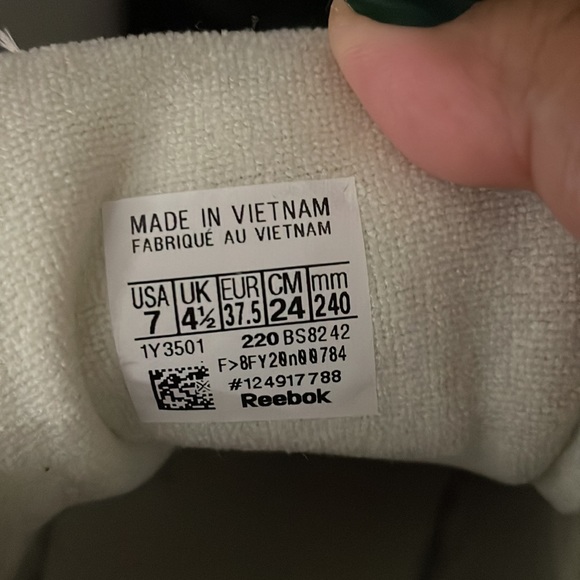 MADE IN VIETNAM
FABRIQUÉ AU VIETNAM
USA UK EUR CM mm
7 4½ 37.5 24 240
1Y3501 220 BS8242
F>8FY20n00784
#124917788
Reebok